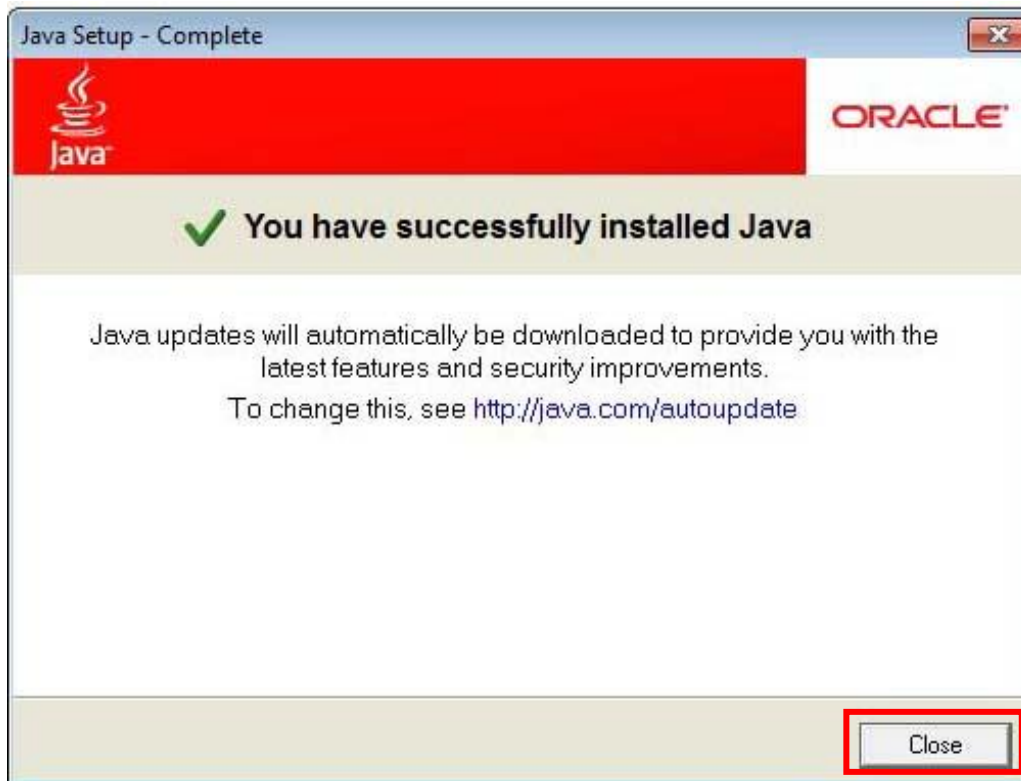 Java Setup - Complete
Java
ORACLE
You have successfully installed Java
Java updates will automatically be downloaded to provide you with the
latest features and security improvements.
To change this, see http://java.com/autoupdate
Close